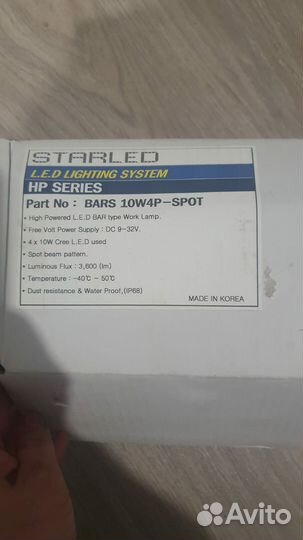 STARLED
L.E.D LIGHTING SYSTEM
HP SERIES
Part No : BARS 10W4P-SPOT
• High Powered L.E.D BAR type Work Lamp.
• Free Volt Power Supply : DC 9-32V.
• 4 x 10W Cree L.E.D used
• Spot beam pattern.
• Luminous Flux : 3,600 (lm)
• Temperature : -40℃ ~ 50℃
• Dust resistance & Water Proof,(IP68)
MADE IN KOREA
Avito